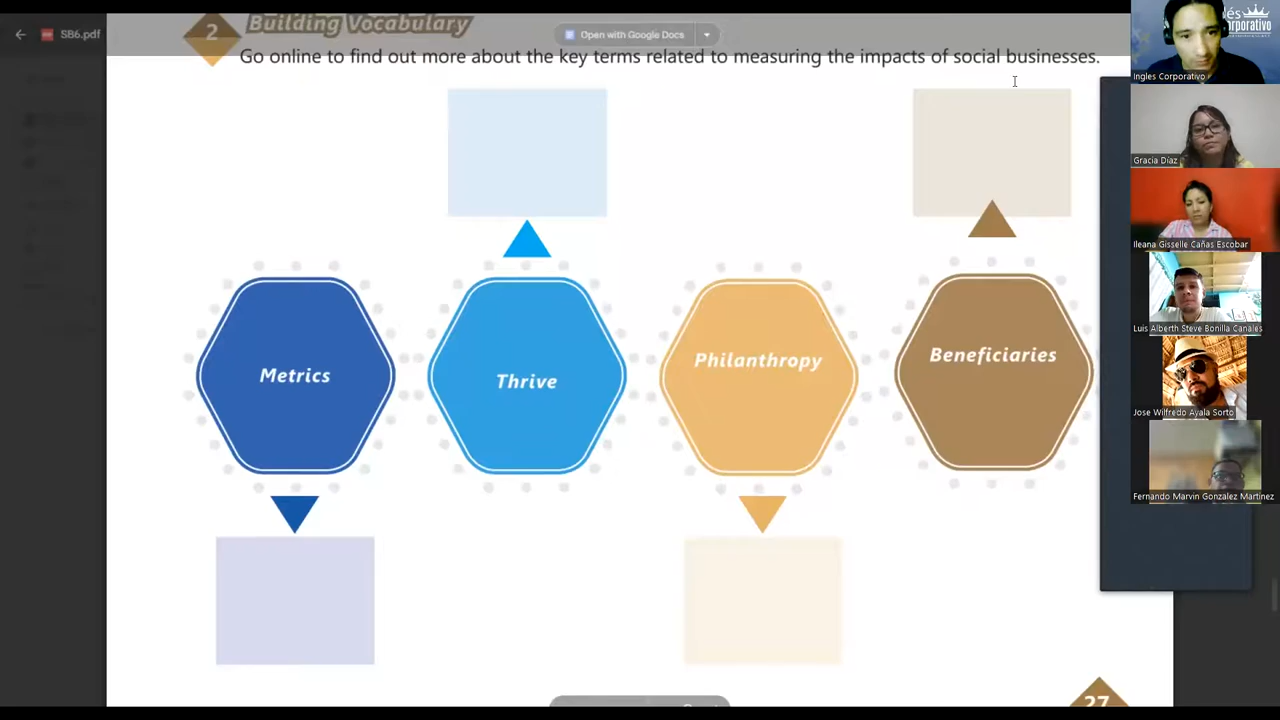 2
Building Vocabulary
SB6.pdf
Open with Google Docs
Go online to find out more about the key terms related to measuring the impacts of social businesses.
Metrics
Thrive
Philanthropy
Beneficiaries
27
Ingles Corporativo
Gracia Díaz
Ileana Gisselle Cañas Escobar
Luis Alberth Steve Bonilla Canales
Jose Wilfredo Ayala Sorto
Fernando Marvin Gonzalez Martinez